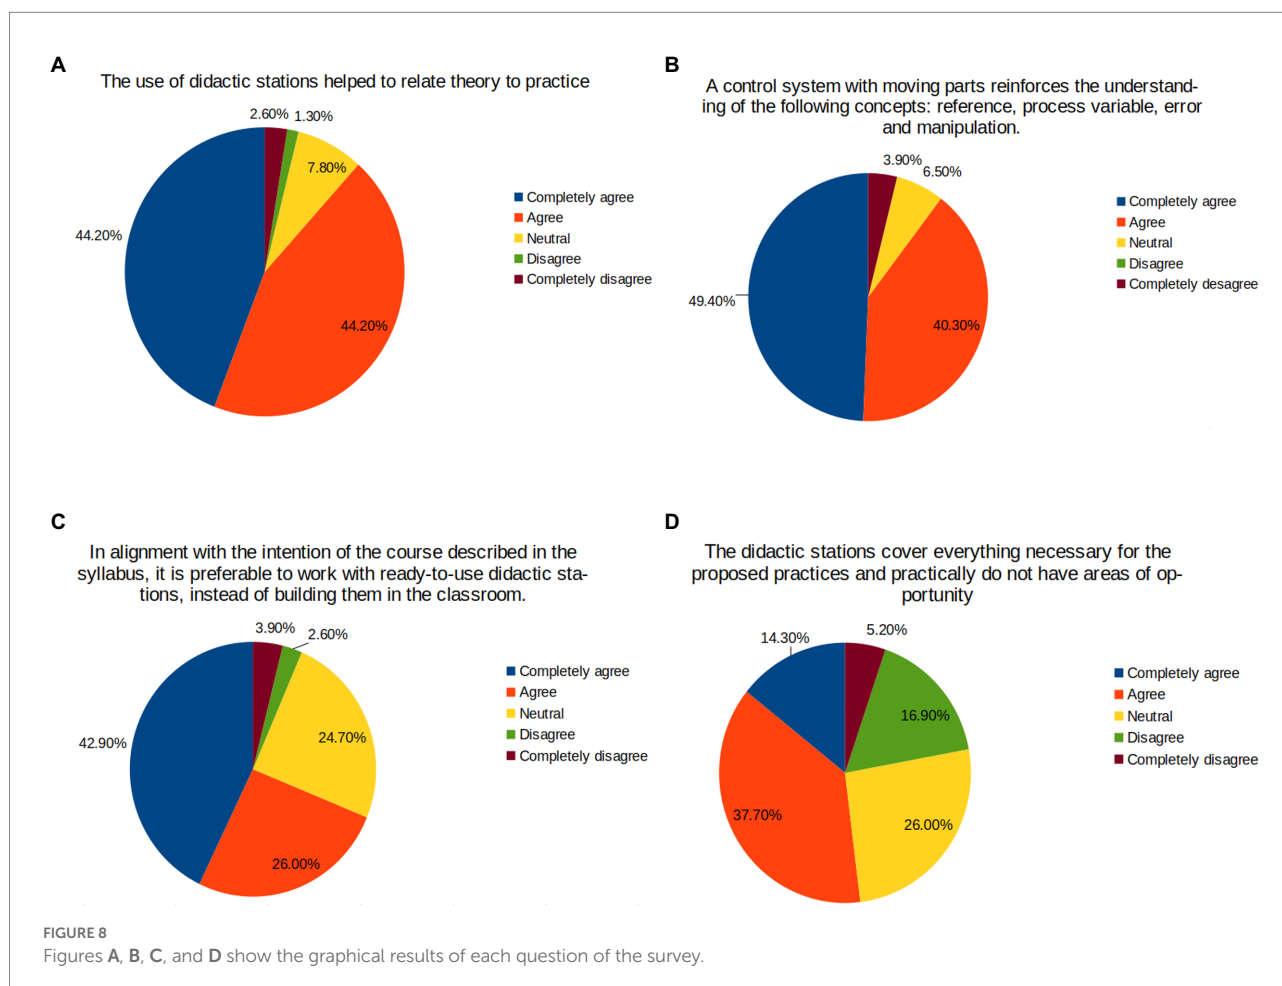 A
The use of didactic stations helped to relate theory to practice
2.60%
1.30%
7.80%
44.20%
44.20%
Completely agree
Agree
Neutral
Disagree
Completely disagree
B
A control system with moving parts reinforces the understand-
ing of the following concepts: reference, process variable, error
and manipulation.
3.90%
6.50%
49.40%
40.30%
Completely agree
Agree
Neutral
Disagree
Completely desagree
C
In alignment with the intention of the course described in the
syllabus, it is preferable to work with ready-to-use didactic sta-
tions, instead of building them in the classroom.
3.90%
2.60%
42.90%
24.70%
26.00%
Completely agree
Agree
Neutral
Disagree
Completely disagree
D
The didactic stations cover everything necessary for the
proposed practices and practically do not have areas of op-
portunity
14.30%
5.20%
16.90%
37.70%
26.00%
Completely agree
Agree
Neutral
Disagree
Completely disagree
FIGURE 8
Figures A, B, C, and D show the graphical results of each question of the survey.